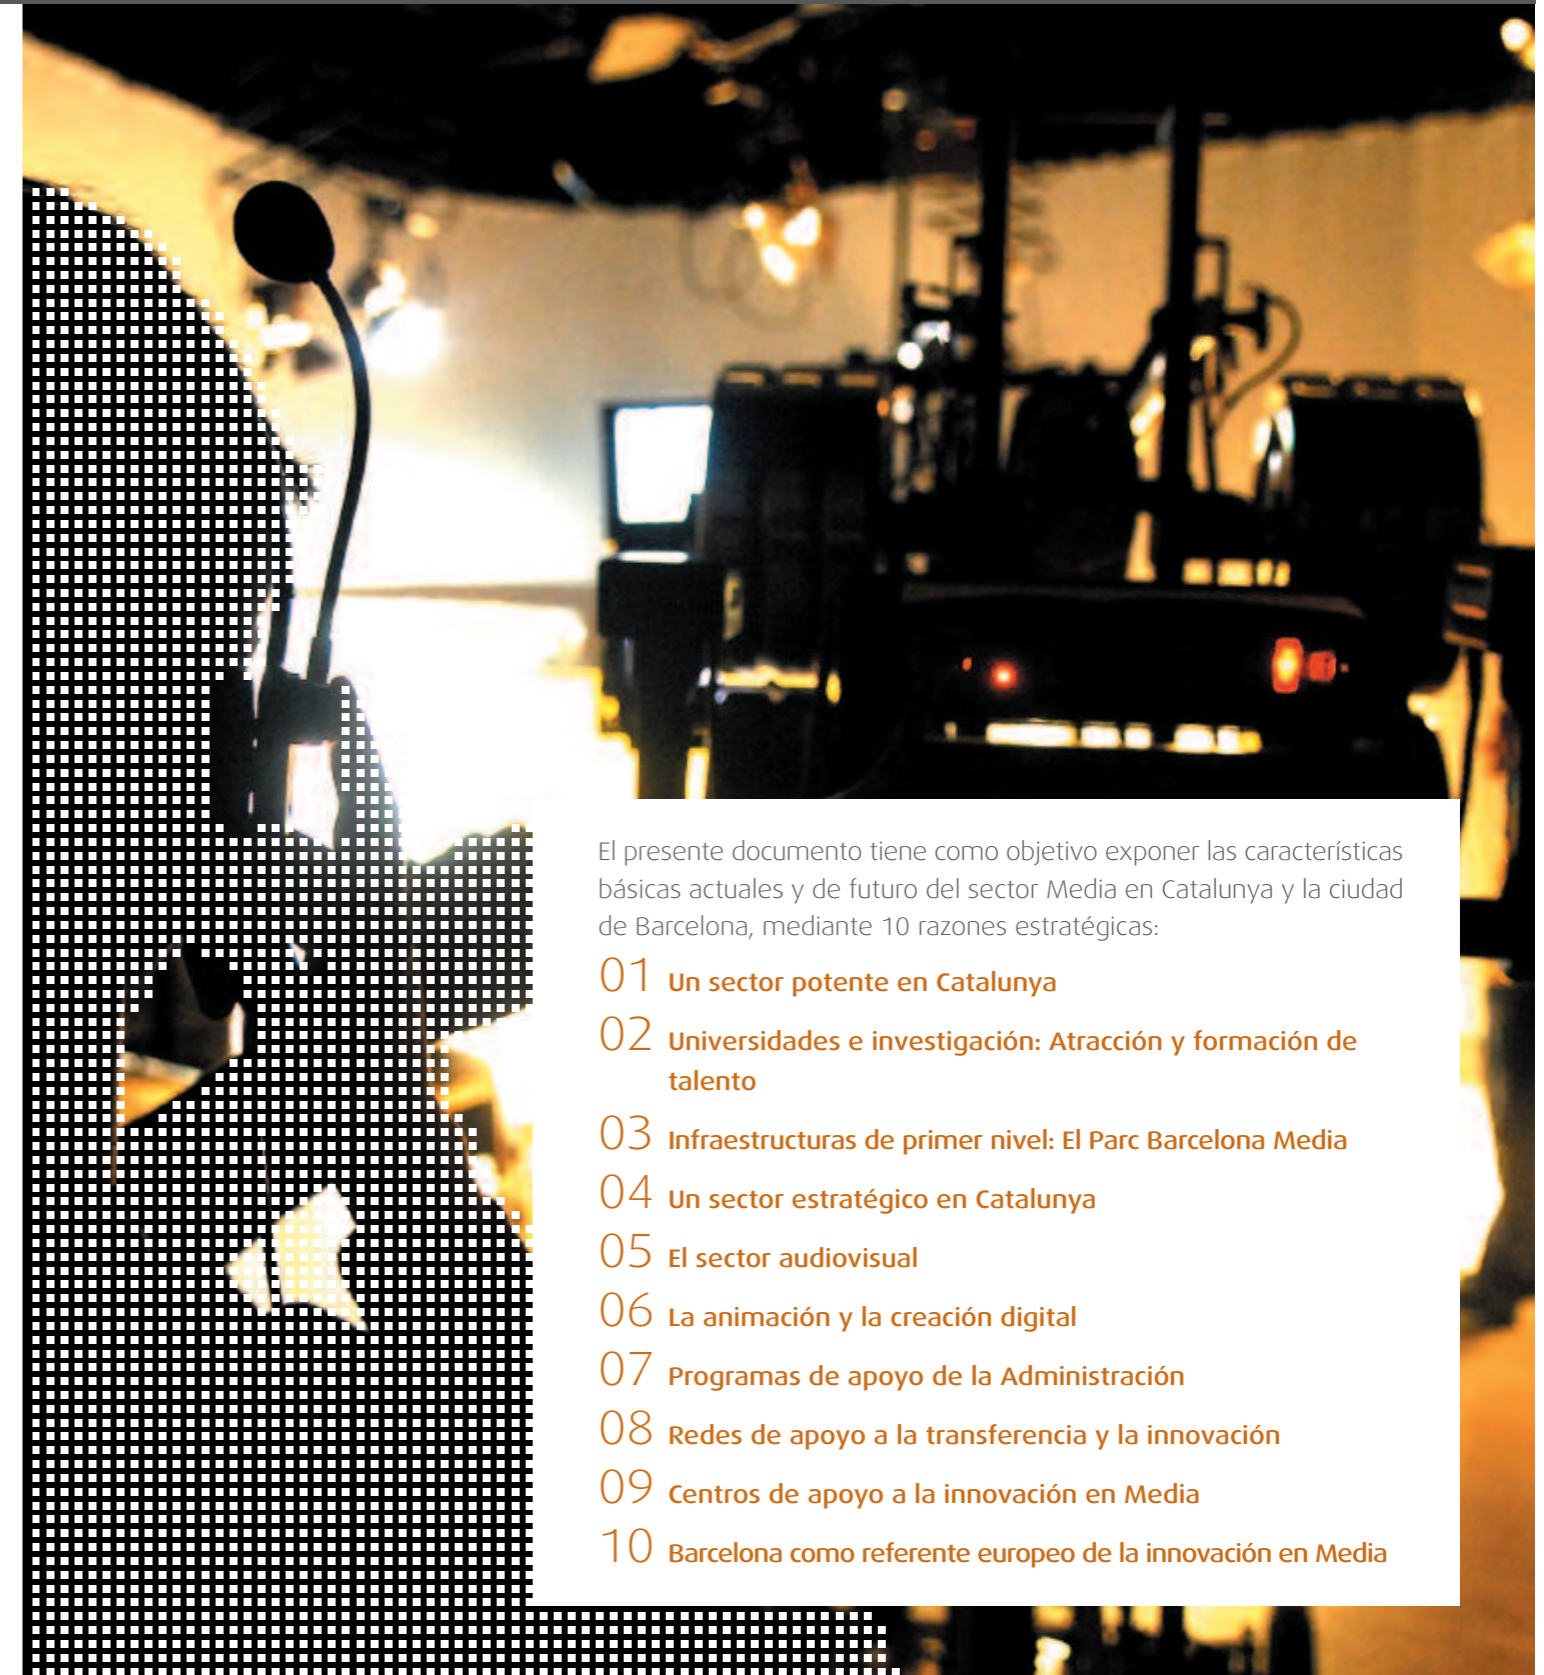 El presente documento tiene como objetivo exponer las características
básicas actuales y de futuro del sector Media en Catalunya y la ciudad
de Barcelona, mediante 10 razones estratégicas:
01 Un sector potente en Catalunya
02 Universidades e investigación: Atracción y formación de
talento
03 Infraestructuras de primer nivel: El Parc Barcelona Media
04 Un sector estratégico en Catalunya
05 El sector audiovisual
06 La animación y la creación digital
07 Programas de apoyo de la Administración
08 Redes de apoyo a la transferencia y la innovación
09 Centros de apoyo a la innovación en Media
10 Barcelona como referente europeo de la innovación en Media